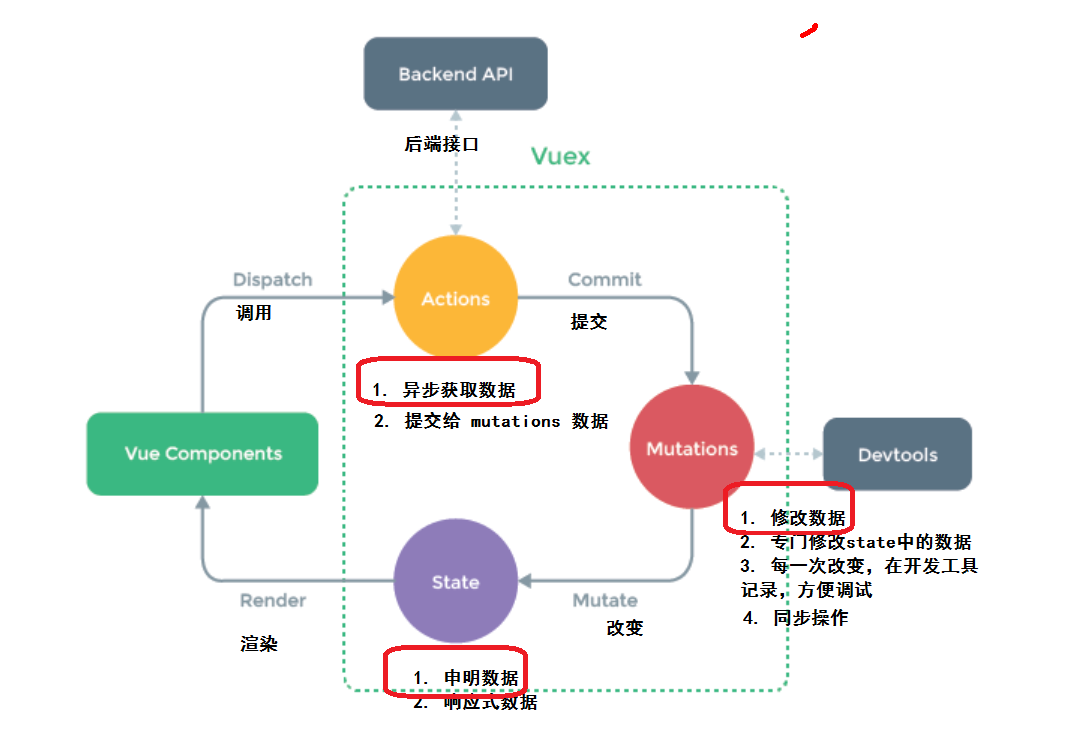 Backend API
后端接口
Vuex
Dispatch
调用
Actions
Commit
提交
1. 异步获取数据
2. 提交给 mutations 数据
Vue Components
Mutations
Devtools
1. 修改数据
2. 专门修改state中的数据
3. 每一次改变，在开发工具
记录，方便调试
4. 同步操作
State
Render
渲染
Mutate
改变
1. 申明数据
2. 响应式数据